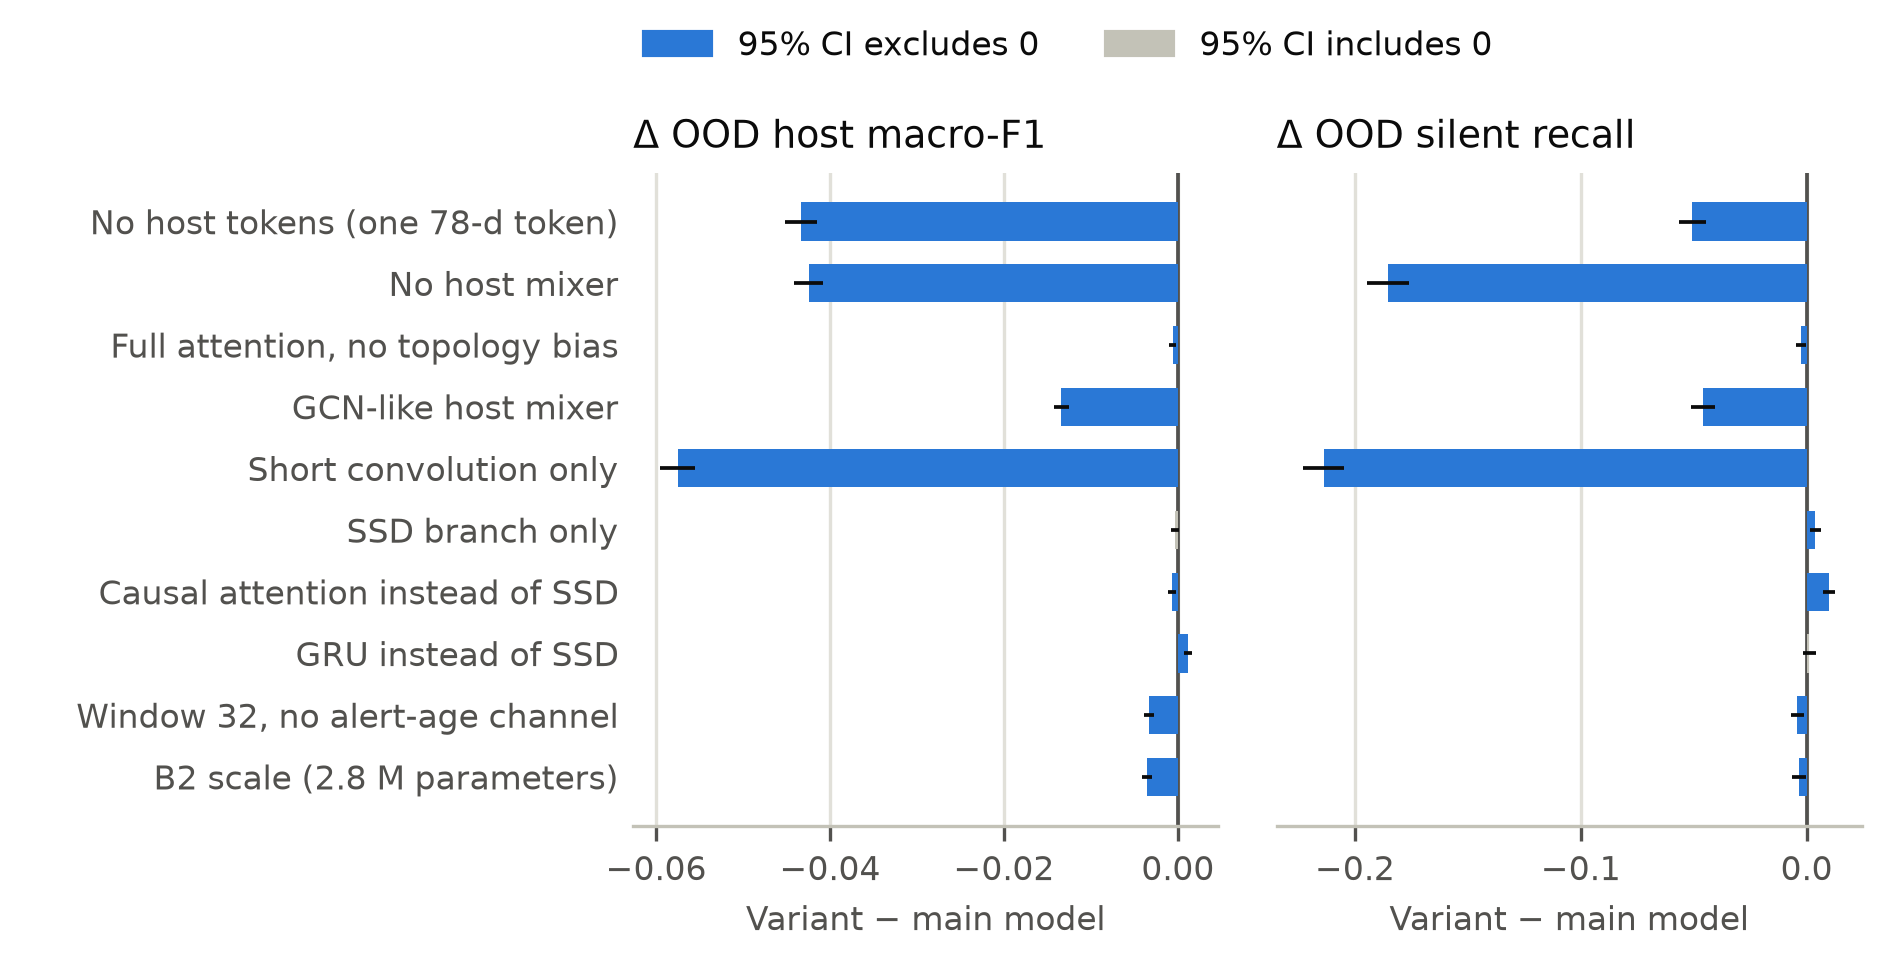 95% CI excludes 0
95% CI includes 0
Δ OOD host macro-F1
Δ OOD silent recall
No host tokens (one 78-d token)
No host mixer
Full attention, no topology bias
GCN-like host mixer
Short convolution only
SSD branch only
Causal attention instead of SSD
GRU instead of SSD
Window 32, no alert-age channel
B2 scale (2.8 M parameters)
−0.06 −0.04 −0.02 0.00
−0.2 −0.1 0.0
Variant − main model
Variant − main model